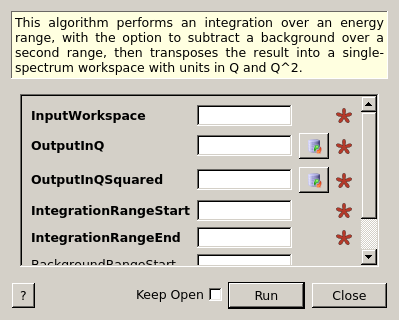 This algorithm performs an integration over an energy
range, with the option to subtract a background over a
second range, then transposes the result into a single-
spectrum workspace with units in Q and Q^2.
InputWorkspace
OutputInQ
OutputInQSquared
IntegrationRangeStart
IntegrationRangeEnd
BackgroundRangeStart
? Keep Open Run Close